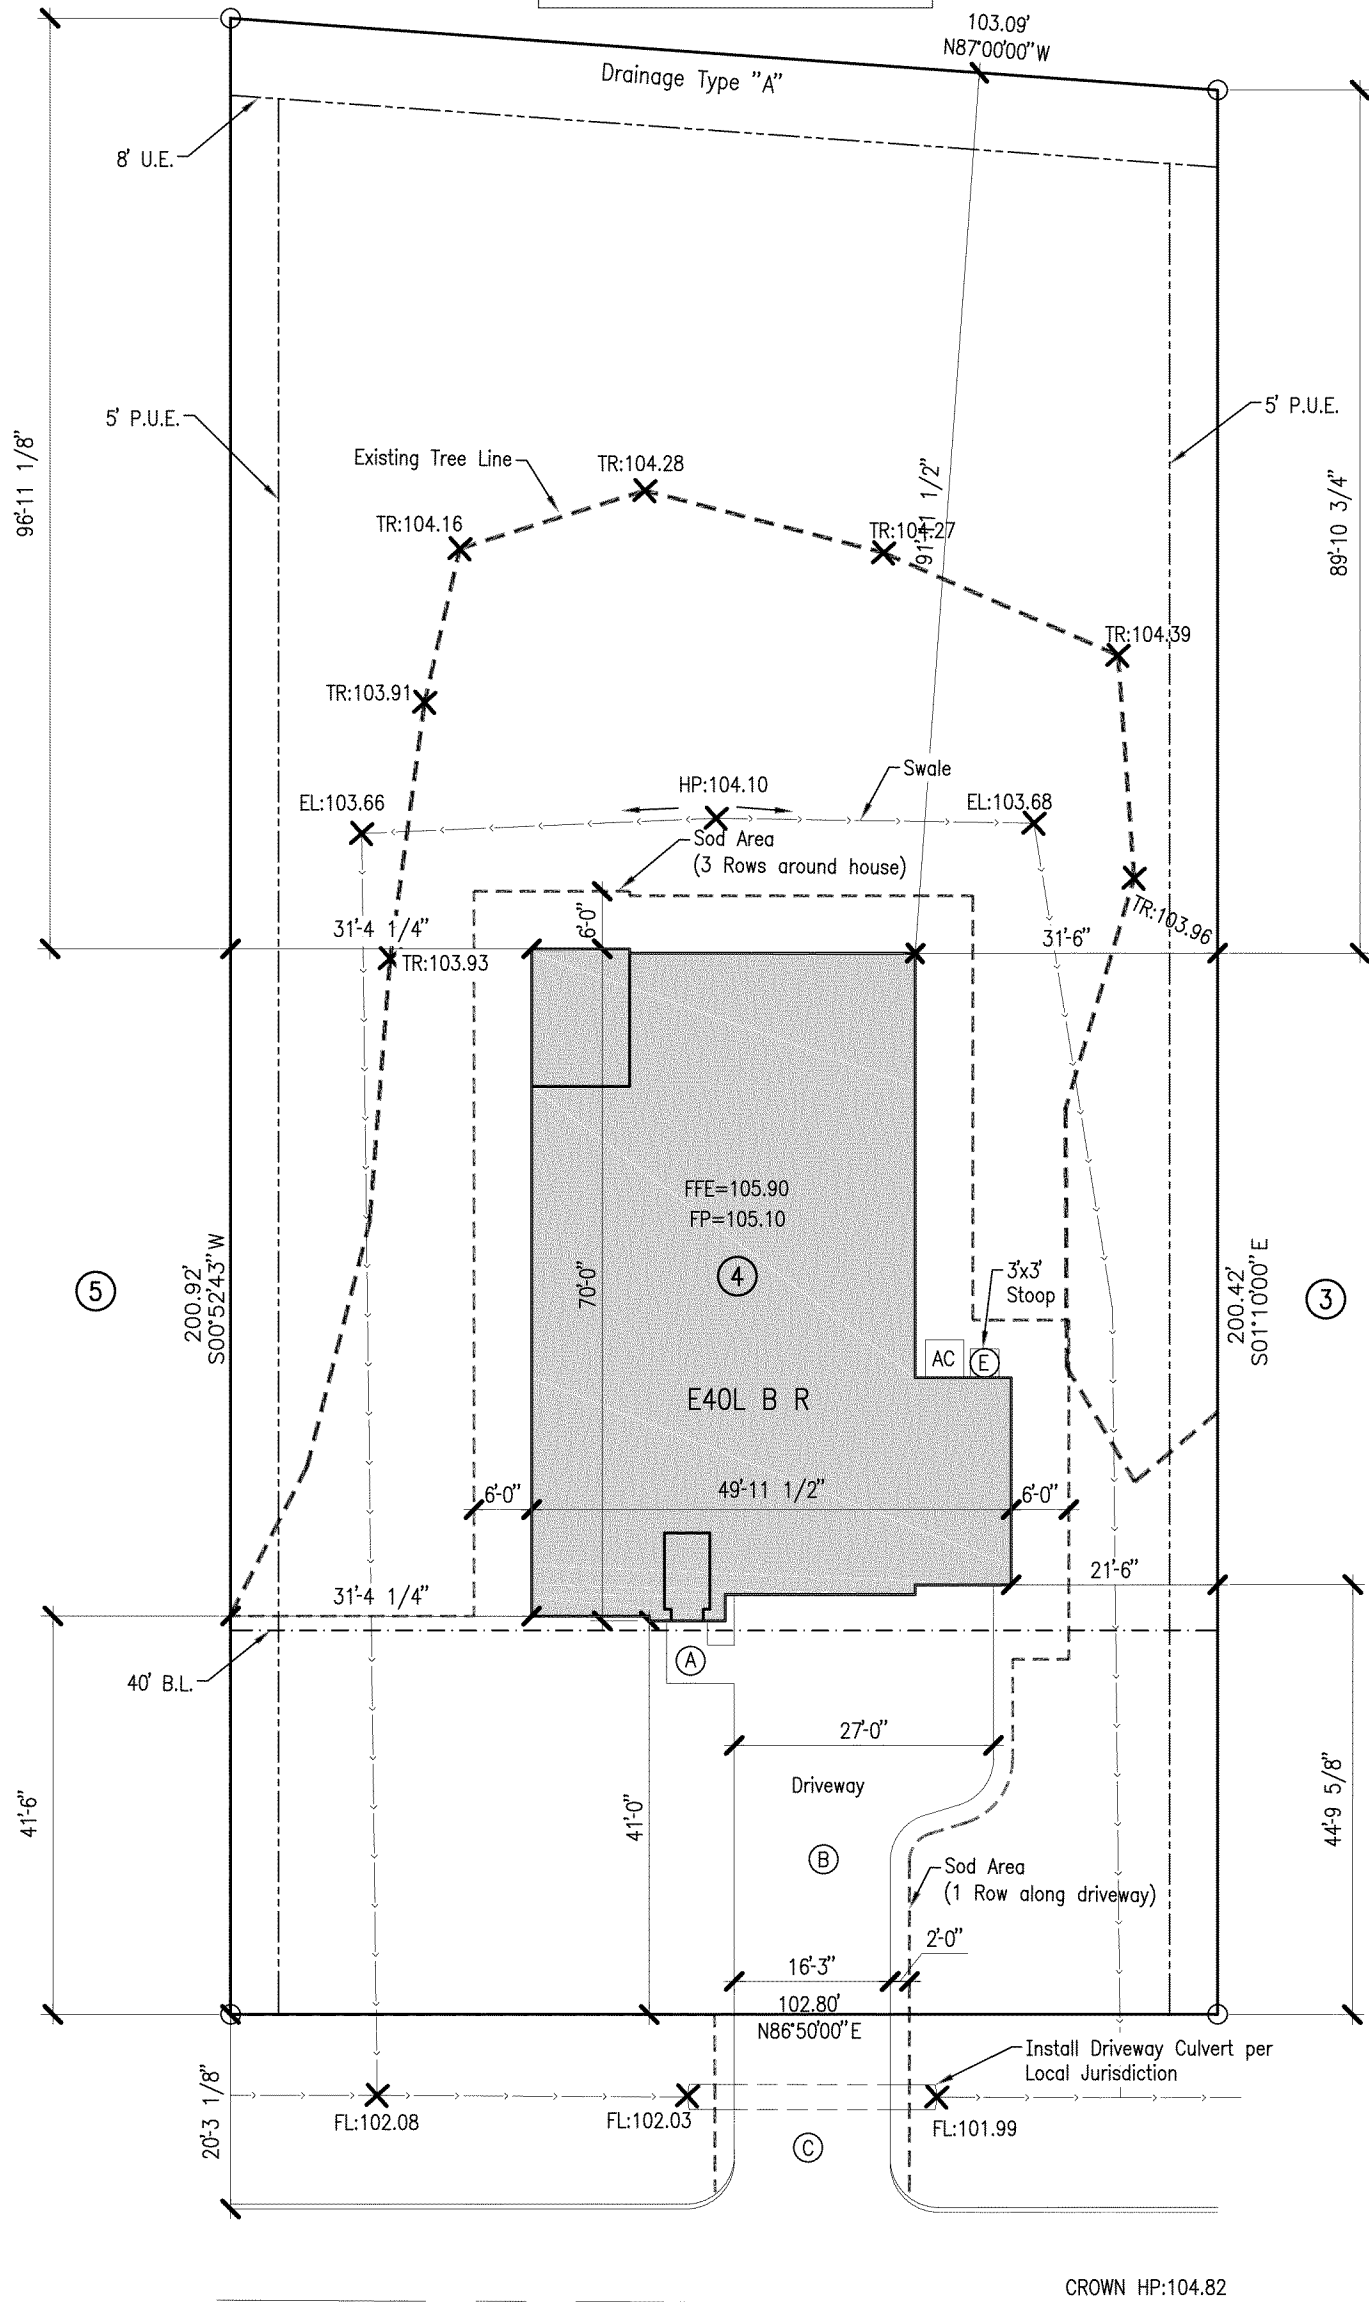 103.09'
N87°00'00"W
Drainage Type "A"
8' U.E.
5' P.U.E.
5' P.U.E.
96'-11 1/8"
89'-10 3/4"
Existing Tree Line
TR:104.28
TR:104.16
TR:104.27
91'-11 1/2"
TR:104.39
TR:103.91
Swale
HP:104.10
EL:103.66
EL:103.68
Sod Area
(3 Rows around house)
TR:103.96
31'-4 1/4"
6'-0"
31'-6"
TR:103.93
FFE=105.90
FP=105.10
4
5
200.92'
S00°52'43"W
70'-0"
3'x3'
Stoop
200.42'
S01°10'00"E
3
AC
E
E40L B R
6'-0"
49'-11 1/2"
6'-0"
21'-6"
31'-4 1/4"
40' B.L.
A
27'-0"
Driveway
41'-6"
41'-0"
44'-9 5/8"
B
Sod Area
(1 Row along driveway)
2'-0"
16'-3"
102.80'
N86°50'00"E
Install Driveway Culvert per
Local Jurisdiction
20'-3 1/8"
FL:102.08
FL:102.03
FL:101.99
C
CROWN HP:104.82